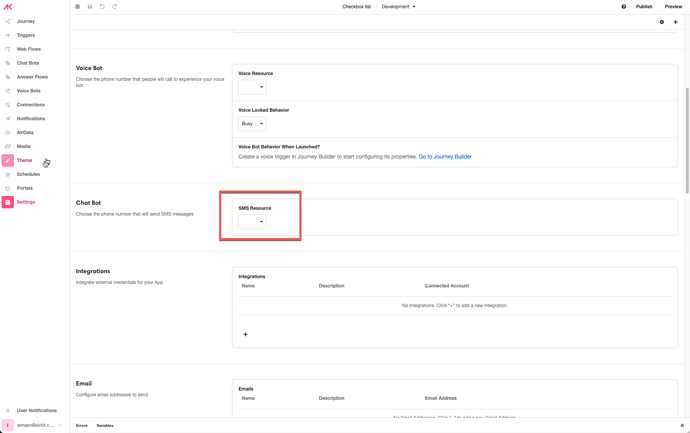 Checkbox list / Development
Publish
Preview
Journey
Triggers
Web Flows
Chat Bots
Answer Flows
Voice Bots
Connections
Notifications
AirData
Media
Theme
Schedules
Portals
Settings
Voice Bot
Choose the phone number that people will call to experience your voice
bot
Voice Resource
Voice Locked Behavior
Busy
Voice Bot Behavior When Launched?
Create a voice trigger in Journey Builder to start configuring its properties. Go to Journey Builder
Chat Bot
Choose the phone number that will send SMS messages
SMS Resource
Integrations
Integrate external credentials for your App
Integrations
Name Description Connected Account
No integrations. Click "+" to add a new Integration.
+
Email
Configure email addresses to send
Emails
Name Description Email Address
User Notifications
Errors Variables